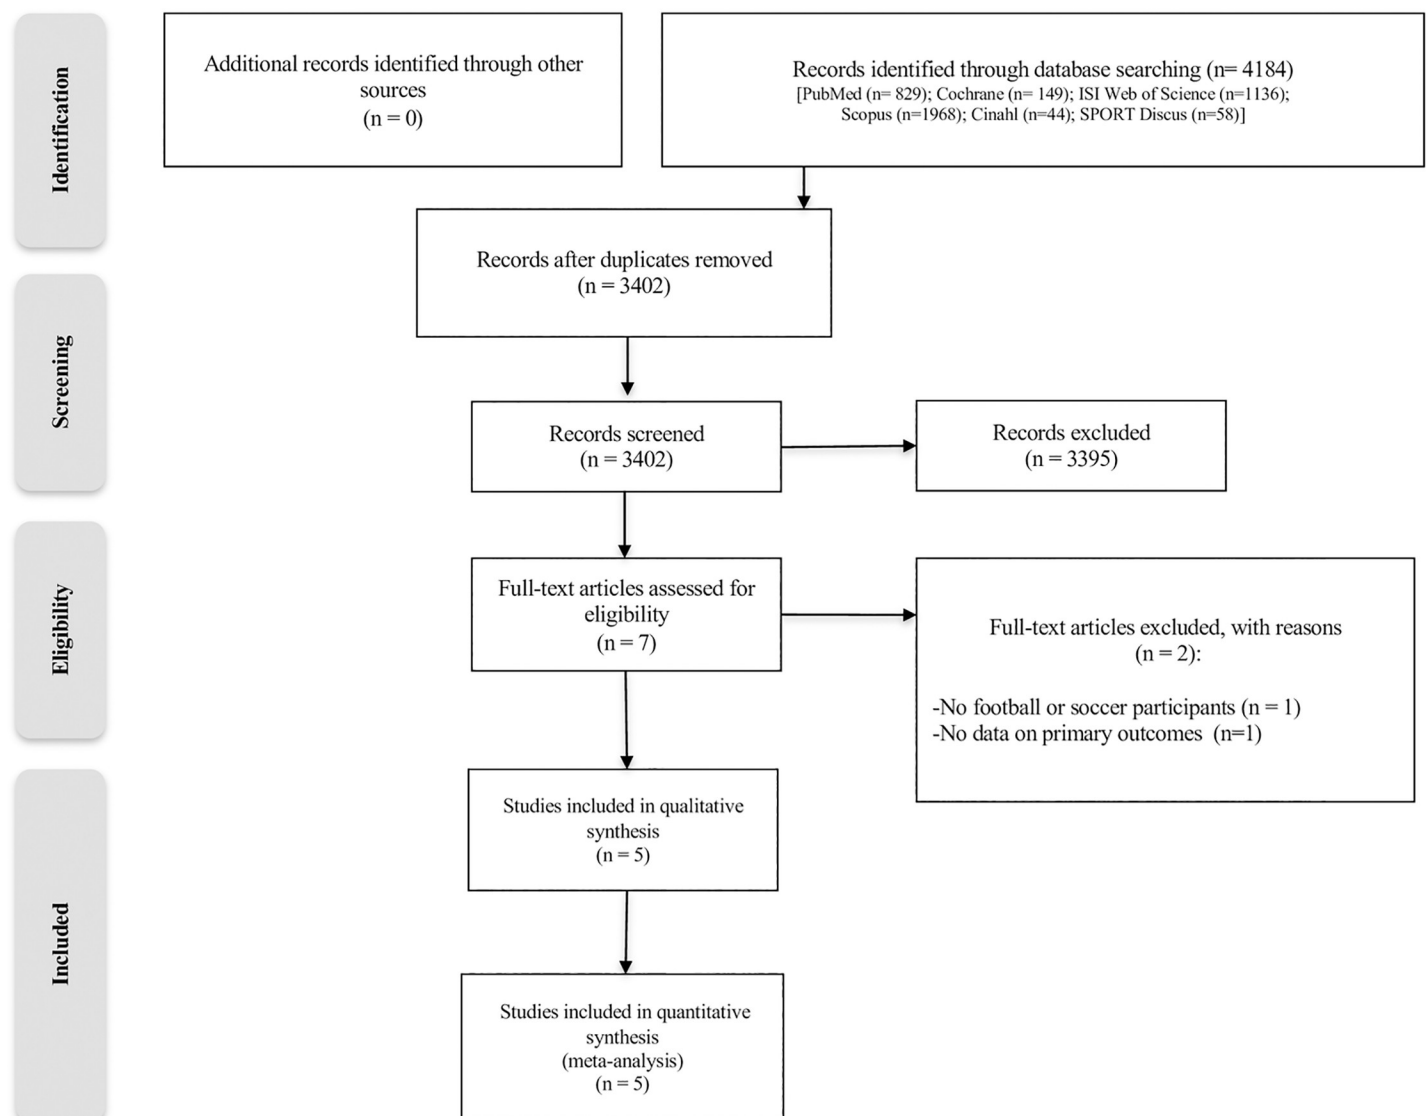 Identification
Additional records identified through other
sources
(n = 0)
Records identified through database searching (n= 4184)
[PubMed (n= 829); Cochrane (n= 149); ISI Web of Science (n=1136);
Scopus (n=1968); Cinahl (n=44); SPORT Discus (n=58)]
Records after duplicates removed
(n = 3402)
Screening
Records screened
(n = 3402)
Records excluded
(n = 3395)
Eligibility
Full-text articles assessed for
eligibility
(n = 7)
Full-text articles excluded, with reasons
(n = 2):
-No football or soccer participants (n = 1)
-No data on primary outcomes (n=1)
Included
Studies included in qualitative
synthesis
(n = 5)
Studies included in quantitative
synthesis
(meta-analysis)
(n = 5)